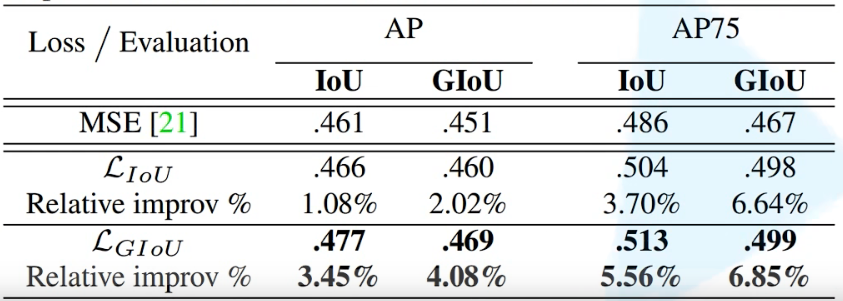 Loss / Evaluation AP AP75
IoU GIoU IoU GIoU
MSE [21] .461 .451 .486 .467
ℒIoU .466 .460 .504 .498
Relative improv % 1.08% 2.02% 3.70% 6.64%
ℒGIoU .477 .469 .513 .499
Relative improv % 3.45% 4.08% 5.56% 6.85%